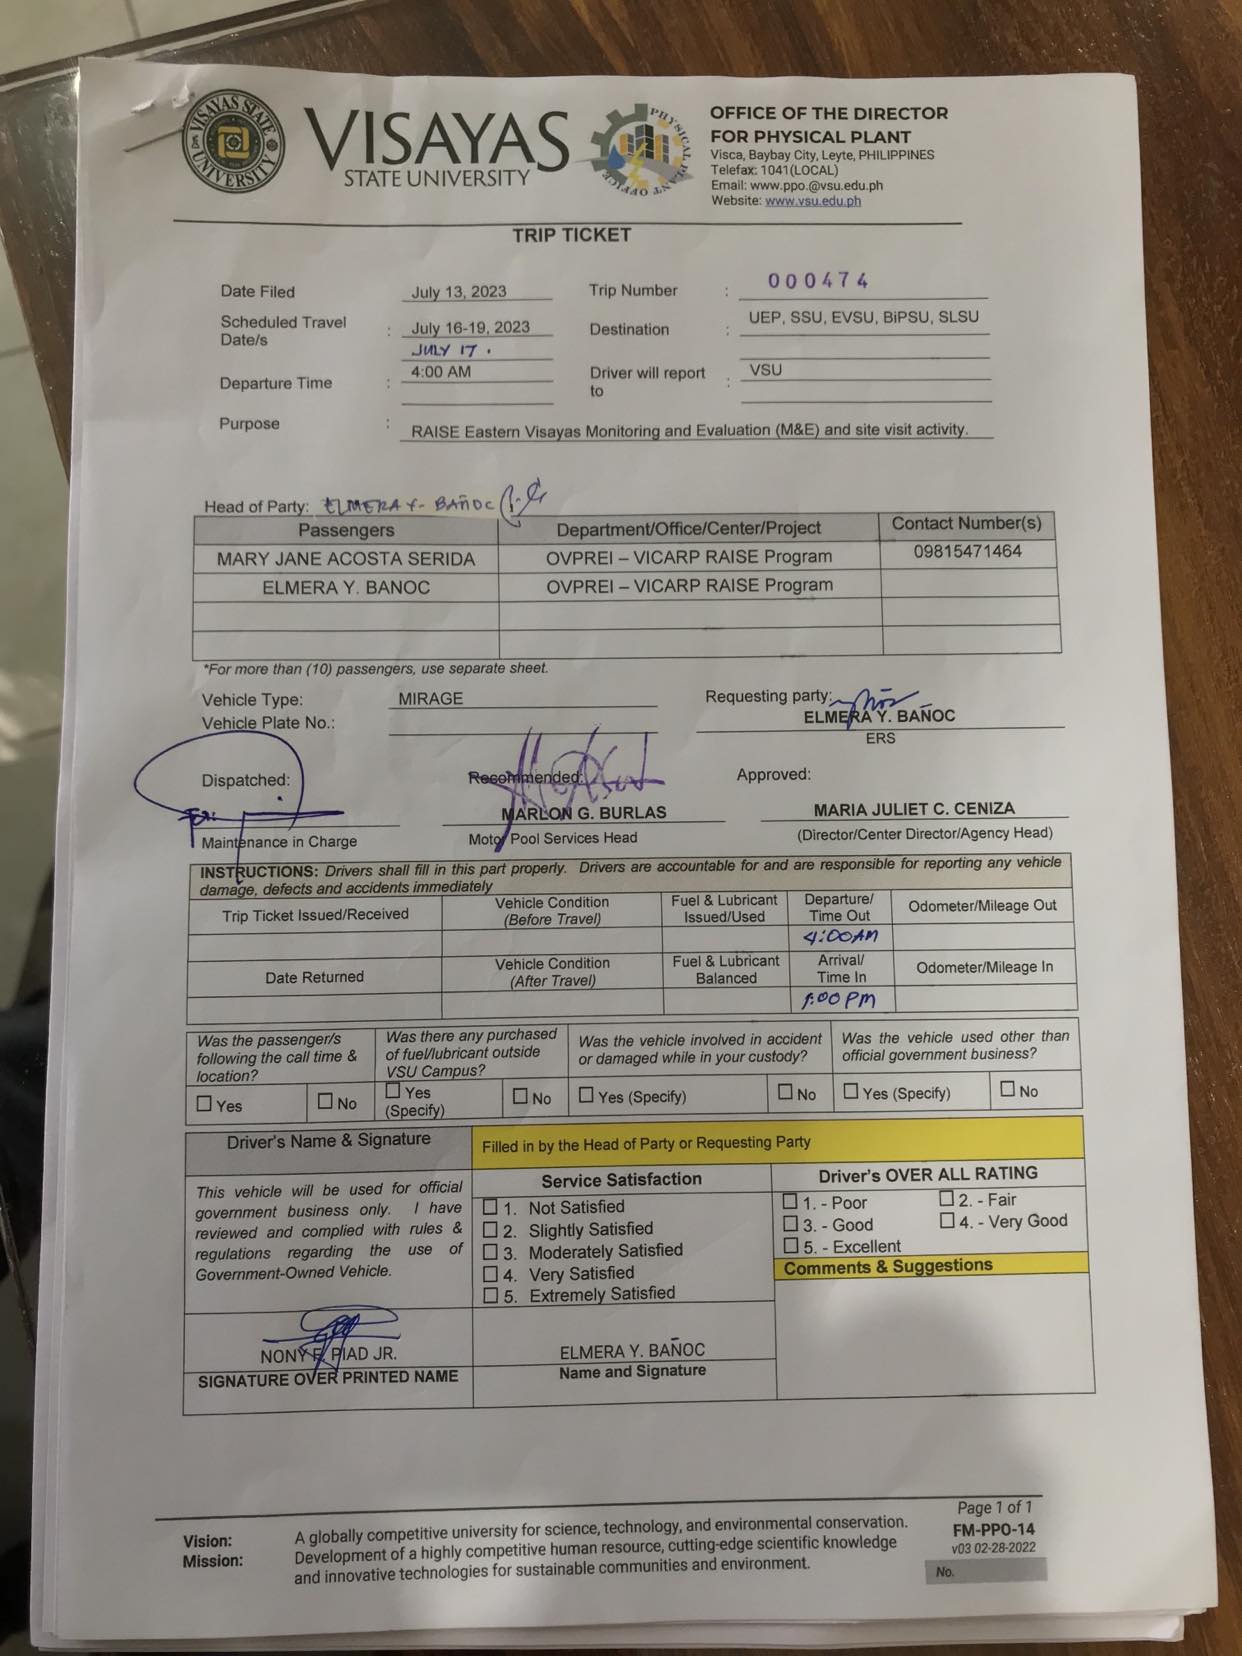 VISAYAS STATE UNIVERSITY
VISAYAS
STATE UNIVERSITY
PHYSICAL PLANT OFFICE
OFFICE OF THE DIRECTOR
FOR PHYSICAL PLANT
Visca, Baybay City, Leyte, PHILIPPINES
Telefax: 1041(LOCAL)
Email: www.ppo.@vsu.edu.ph
Website: www.vsu.edu.ph
TRIP TICKET
Date Filed July 13, 2023 Trip Number : 000474
Scheduled Travel Date/s : July 16-19, 2023 Destination : UEP, SSU, EVSU, BiPSU, SLSU
JULY 17.
Departure Time : 4:00 AM Driver will report to : VSU
Purpose : RAISE Eastern Visayas Monitoring and Evaluation (M&E) and site visit activity.
Head of Party: ELMERA Y. BAÑOC
Passengers Department/Office/Center/Project Contact Number(s)
MARY JANE ACOSTA SERIDA OVPREI – VICARP RAISE Program 09815471464
ELMERA Y. BANOC OVPREI – VICARP RAISE Program
*For more than (10) passengers, use separate sheet.
Vehicle Type: MIRAGE Requesting party:
Vehicle Plate No.: ELMERA Y. BAÑOC
ERS
Dispatched: Recommended: Approved:
For:
MARLON G. BURLAS MARIA JULIET C. CENIZA
Maintenance in Charge Motor Pool Services Head (Director/Center Director/Agency Head)
INSTRUCTIONS: Drivers shall fill in this part properly. Drivers are accountable for and are responsible for reporting any vehicle
damage, defects and accidents immediately
Trip Ticket Issued/Received Vehicle Condition (Before Travel) Fuel & Lubricant Issued/Used Departure/ Time Out Odometer/Mileage Out
4:00AM
Date Returned Vehicle Condition (After Travel) Fuel & Lubricant Balanced Arrival/ Time In Odometer/Mileage In
1:00 PM
Was the passenger/s following the call time & location? Was there any purchased of fuel/lubricant outside VSU Campus? Was the vehicle involved in accident or damaged while in your custody? Was the vehicle used other than official government business?
☐ Yes ☐ No ☐ Yes (Specify) ☐ No ☐ Yes (Specify) ☐ No ☐ Yes (Specify) ☐ No
Driver's Name & Signature Filled in by the Head of Party or Requesting Party
Service Satisfaction Driver's OVER ALL RATING
This vehicle will be used for official
government business only. I have
reviewed and complied with rules &
regulations regarding the use of
Government-Owned Vehicle.
☐ 1. Not Satisfied
☐ 2. Slightly Satisfied
☐ 3. Moderately Satisfied
☐ 4. Very Satisfied
☐ 5. Extremely Satisfied
☐ 1. - Poor ☐ 2. - Fair
☐ 3. - Good ☐ 4. - Very Good
☐ 5. - Excellent
Comments & Suggestions
NONY F. PIAD JR. ELMERA Y. BAÑOC
SIGNATURE OVER PRINTED NAME Name and Signature
Vision: A globally competitive university for science, technology, and environmental conservation.
Mission: Development of a highly competitive human resource, cutting-edge scientific knowledge
and innovative technologies for sustainable communities and environment.
Page 1 of 1
FM-PPO-14
v03 02-28-2022
No.